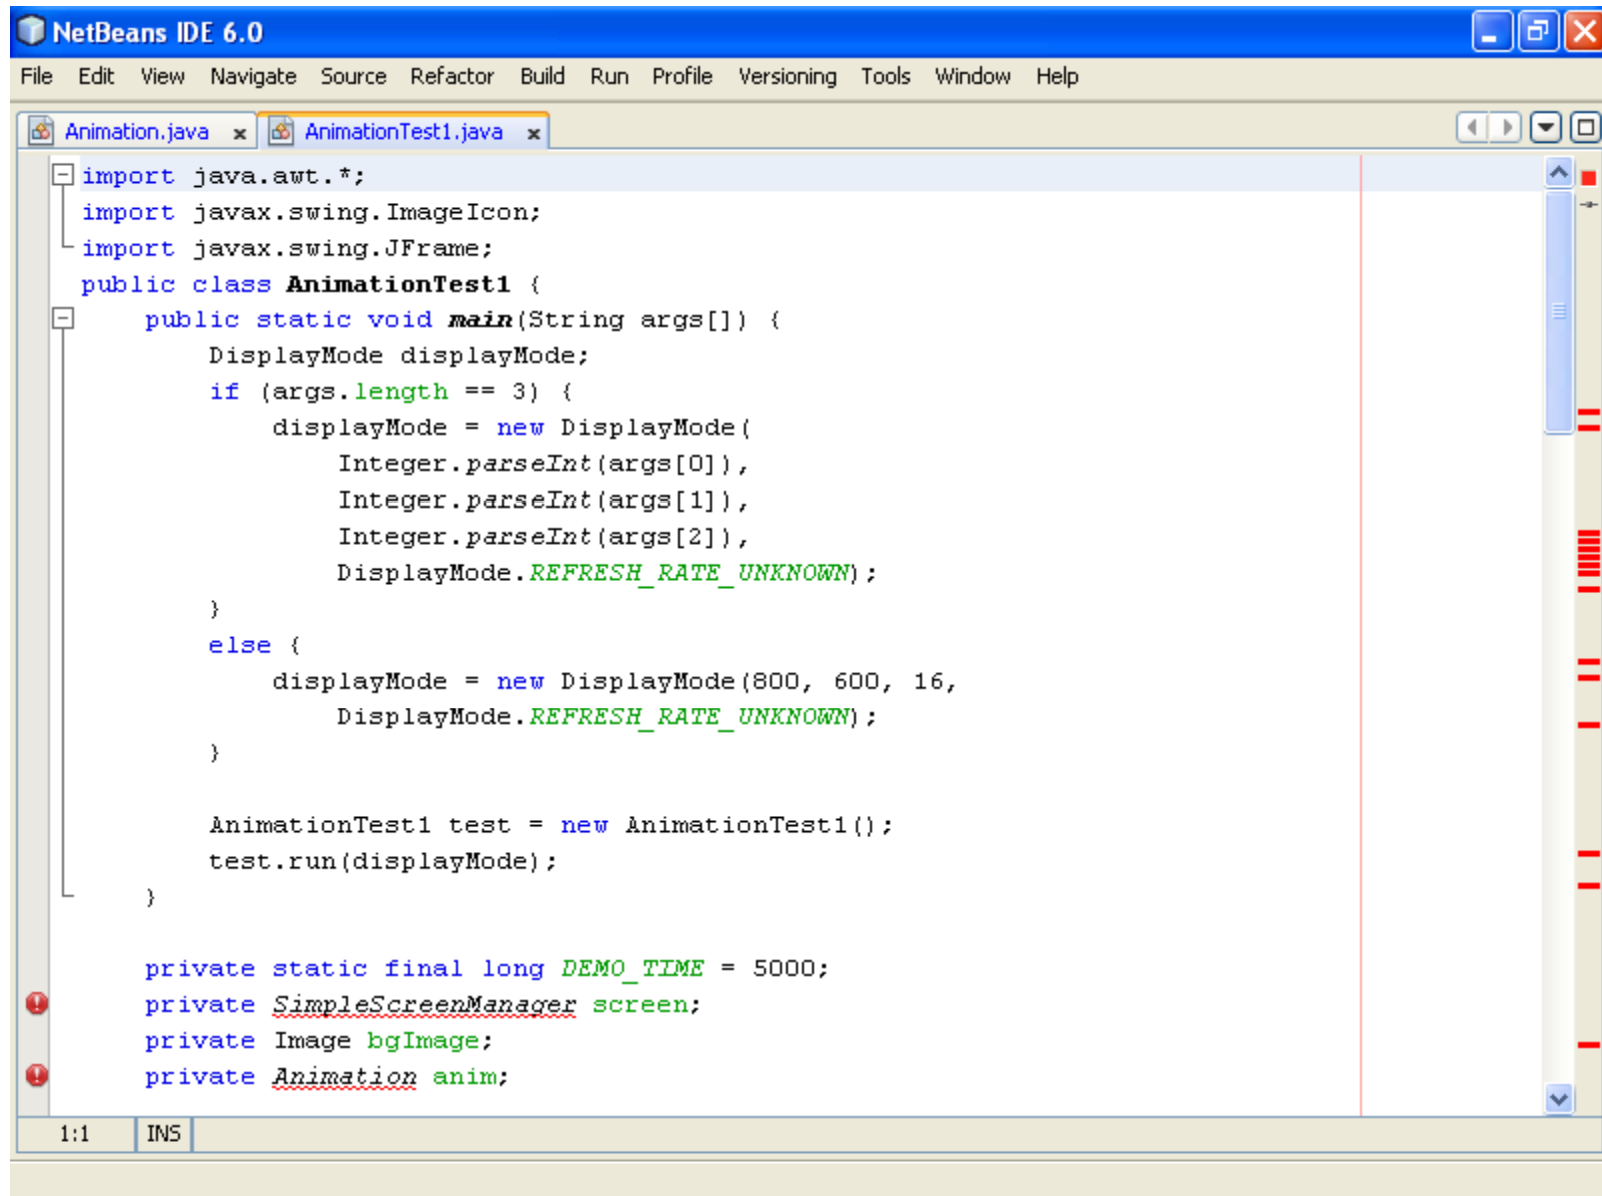 NetBeans IDE 6.0
File Edit View Navigate Source Refactor Build Run Profile Versioning Tools Window Help
Animation.java x AnimationTest1.java x
import java.awt.*;
import javax.swing.ImageIcon;
import javax.swing.JFrame;
public class AnimationTest1 {
    public static void main(String args[]) {
        DisplayMode displayMode;
        if (args.length == 3) {
            displayMode = new DisplayMode(
                Integer.parseInt(args[0]),
                Integer.parseInt(args[1]),
                Integer.parseInt(args[2]),
                DisplayMode.REFRESH_RATE_UNKNOWN);
        }
        else {
            displayMode = new DisplayMode(800, 600, 16,
                DisplayMode.REFRESH_RATE_UNKNOWN);
        }
        AnimationTest1 test = new AnimationTest1();
        test.run(displayMode);
    }
    private static final long DEMO_TIME = 5000;
    private SimpleScreenManager screen;
    private Image bgImage;
    private Animation anim;
1:1 INS